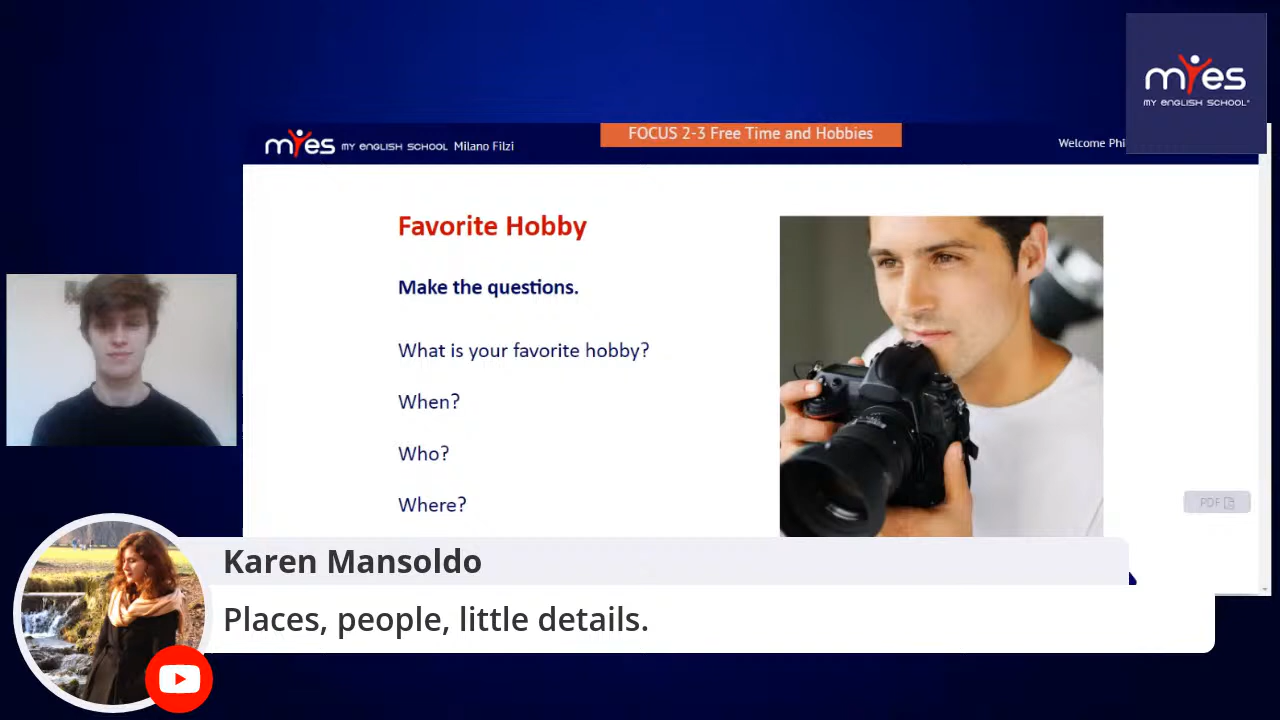 myes
MY ENGLISH SCHOOL®
myes MY ENGLISH SCHOOL Milano Filzi
FOCUS 2-3 Free Time and Hobbies
Welcome Phi
Favorite Hobby
Make the questions.
What is your favorite hobby?
When?
Who?
Where?
PDF
Karen Mansoldo
Places, people, little details.